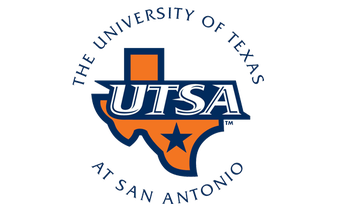 THE UNIVERSITY OF TEXAS
UTSA
TM
AT SAN ANTONIO